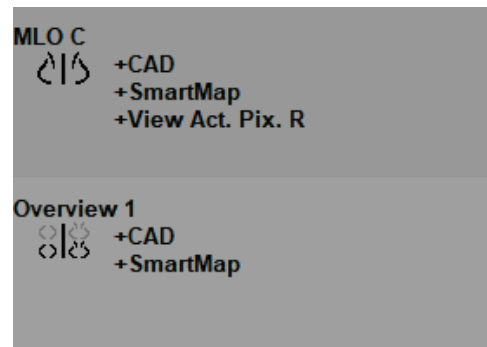 MLO C
+CAD
+SmartMap
+View Act. Pix. R
Overview 1
+CAD
+SmartMap